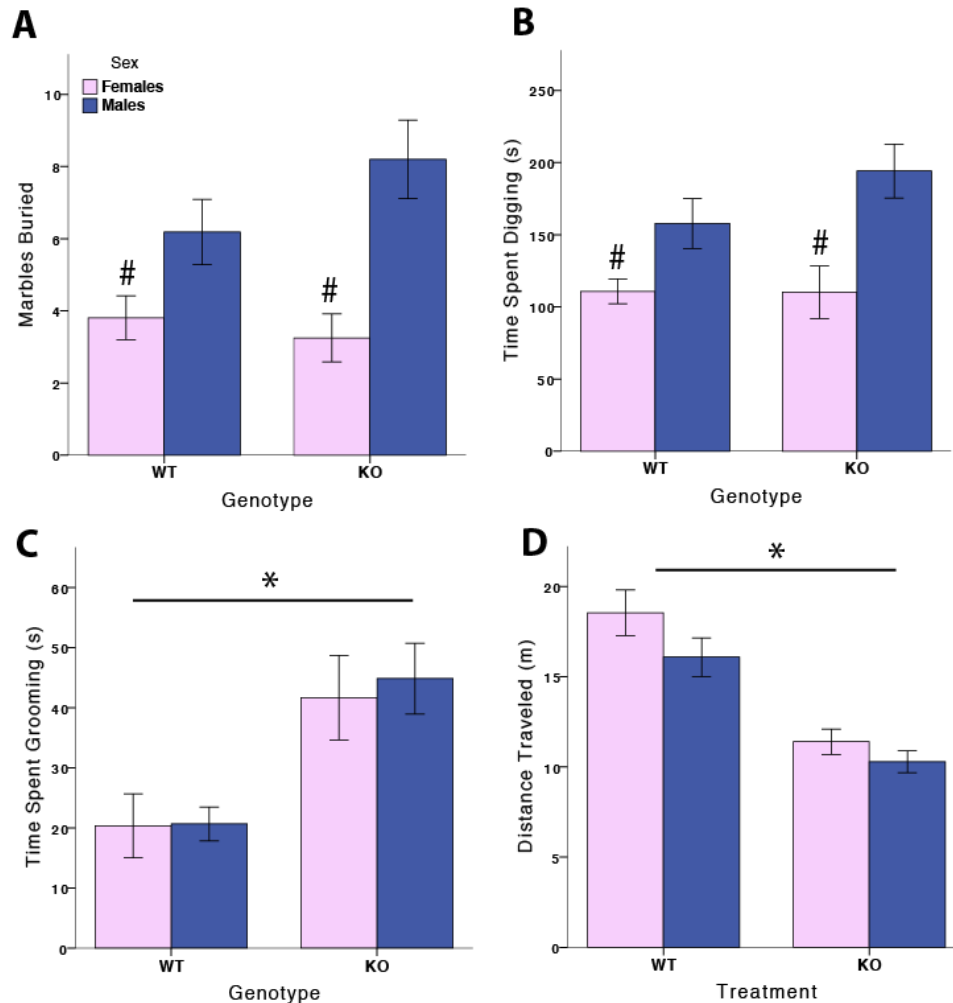 A
Sex
Females
Males
10
8
6
4
2
0
Marbles Buried
#
#
WT
KO
Genotype
B
250
200
150
100
50
0
Time Spent Digging (s)
#
#
WT
KO
Genotype
C
60
50
40
30
20
10
0
Time Spent Grooming (s)
*
WT
KO
Genotype
D
20
15
10
5
0
Distance Traveled (m)
*
WT
KO
Treatment